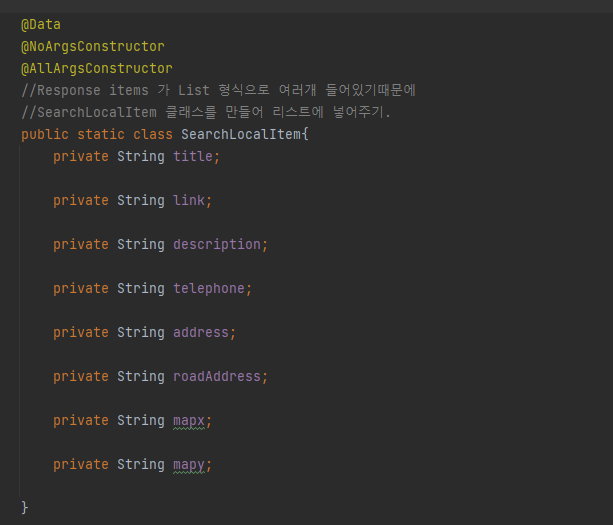 @Data
@NoArgsConstructor
@AllArgsConstructor
//Response items 가 List 형식으로 여러개 들어있기때문에
//SearchLocalItem 클래스를 만들어 리스트에 넣어주기.
public static class SearchLocalItem{
private String title;
private String link;
private String description;
private String telephone;
private String address;
private String roadAddress;
private String mapx;
private String mapy;
}